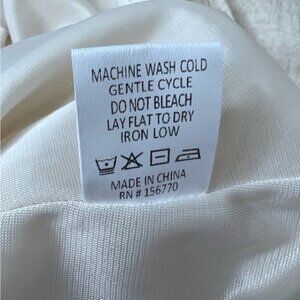 MACHINE WASH COLD
GENTLE CYCLE
DO NOT BLEACH
LAY FLAT TO DRY
IRON LOW
MADE IN CHINA
RN # 156770